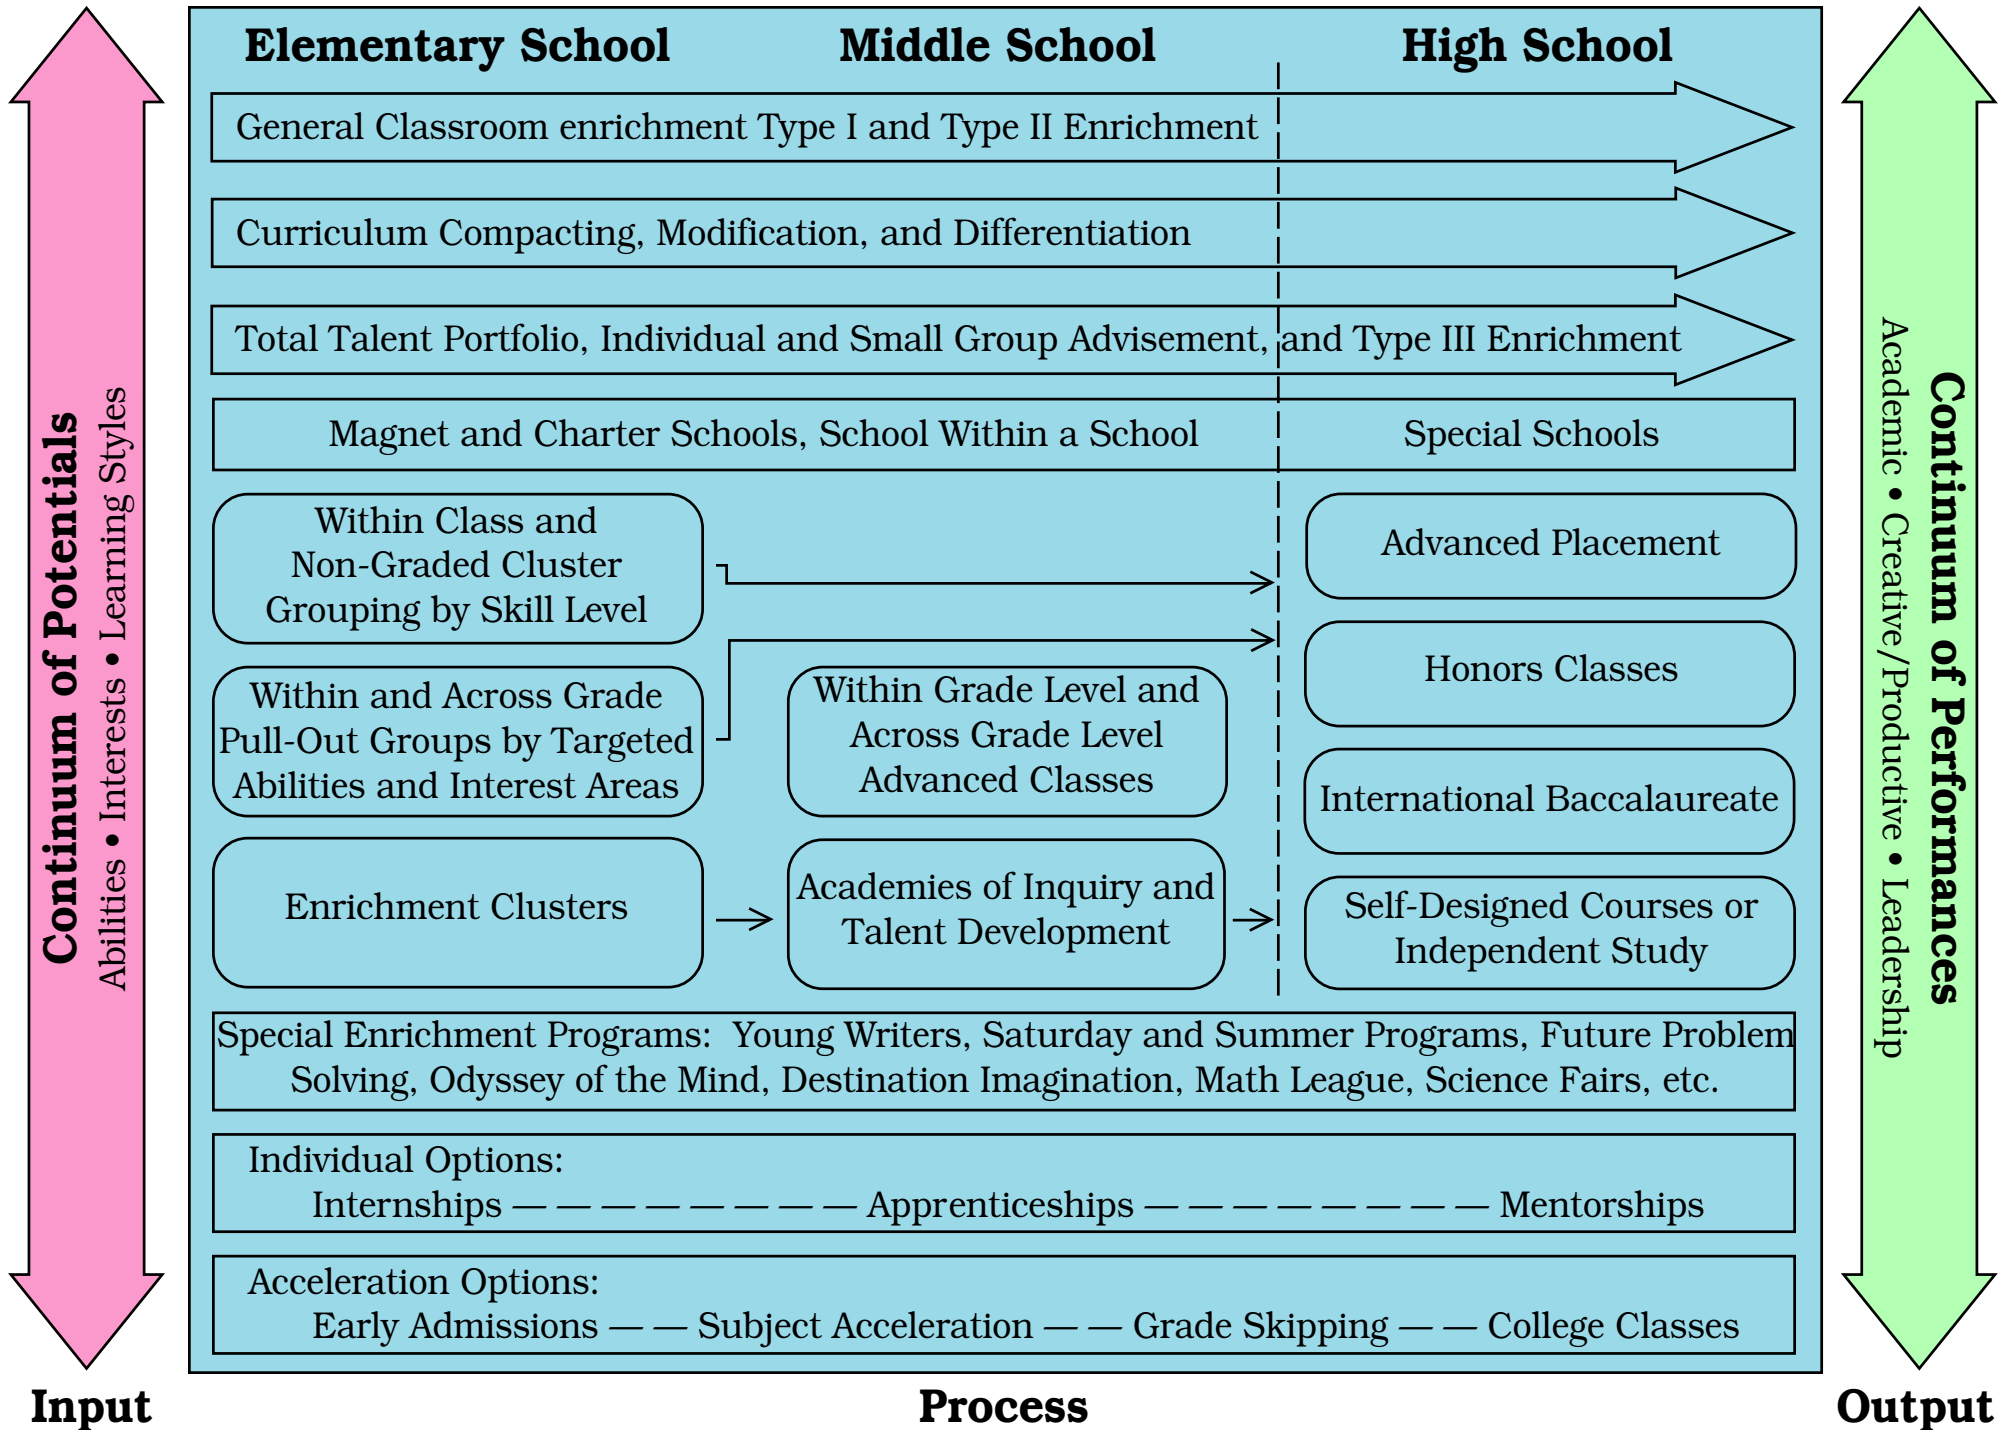 Elementary School
Middle School
High School
General Classroom enrichment Type I and Type II Enrichment
Curriculum Compacting, Modification, and Differentiation
Total Talent Portfolio, Individual and Small Group Advisement, and Type III Enrichment
Magnet and Charter Schools, School Within a School
Special Schools
Within Class and
Non-Graded Cluster
Grouping by Skill Level
Within and Across Grade
Pull-Out Groups by Targeted
Abilities and Interest Areas
Enrichment Clusters
Within Grade Level and
Across Grade Level
Advanced Classes
Academies of Inquiry and
Talent Development
Advanced Placement
Honors Classes
International Baccalaureate
Self-Designed Courses or
Independent Study
Special Enrichment Programs: Young Writers, Saturday and Summer Programs, Future Problem
Solving, Odyssey of the Mind, Destination Imagination, Math League, Science Fairs, etc.
Individual Options:
Internships — — — — — — — — Apprenticeships — — — — — — — — Mentorships
Acceleration Options:
Early Admissions — — Subject Acceleration — — Grade Skipping — — College Classes
Continuum of Potentials
Abilities • Interests • Learning Styles
Continuum of Performances
Academic • Creative/Productive • Leadership
Input
Process
Output